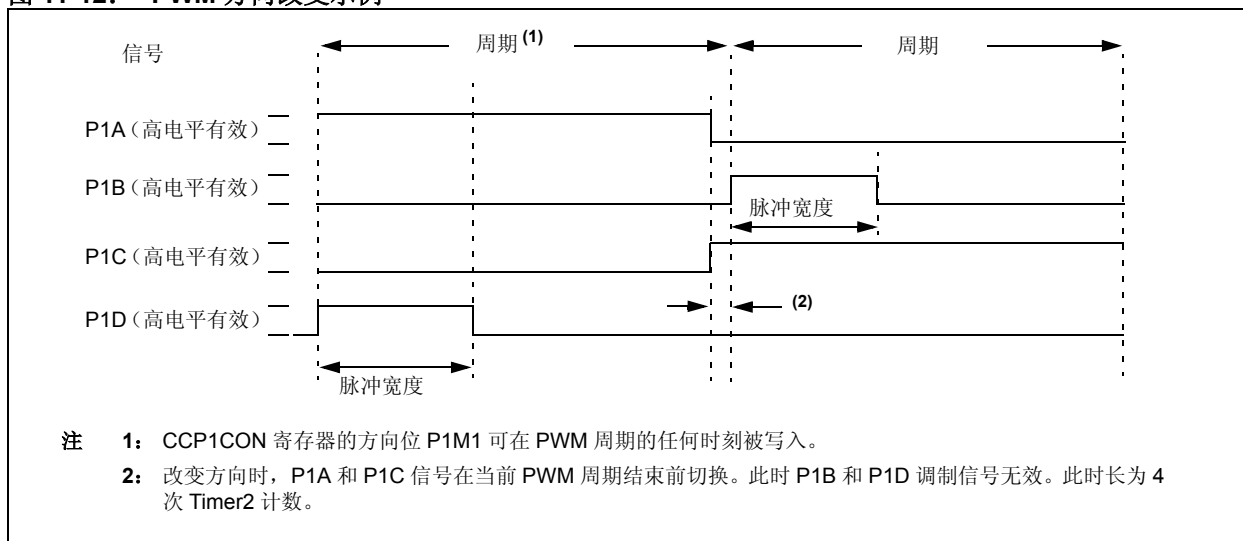 信号
周期(1)
周期
P1A（高电平有效）
P1B（高电平有效）
脉冲宽度
P1C（高电平有效）
(2)
P1D（高电平有效）
脉冲宽度
注 1： CCP1CON 寄存器的方向位 P1M1 可在 PWM 周期的任何时刻被写入。
2： 改变方向时，P1A 和 P1C 信号在当前 PWM 周期结束前切换。此时 P1B 和 P1D 调制信号无效。此时长为 4
次 Timer2 计数。